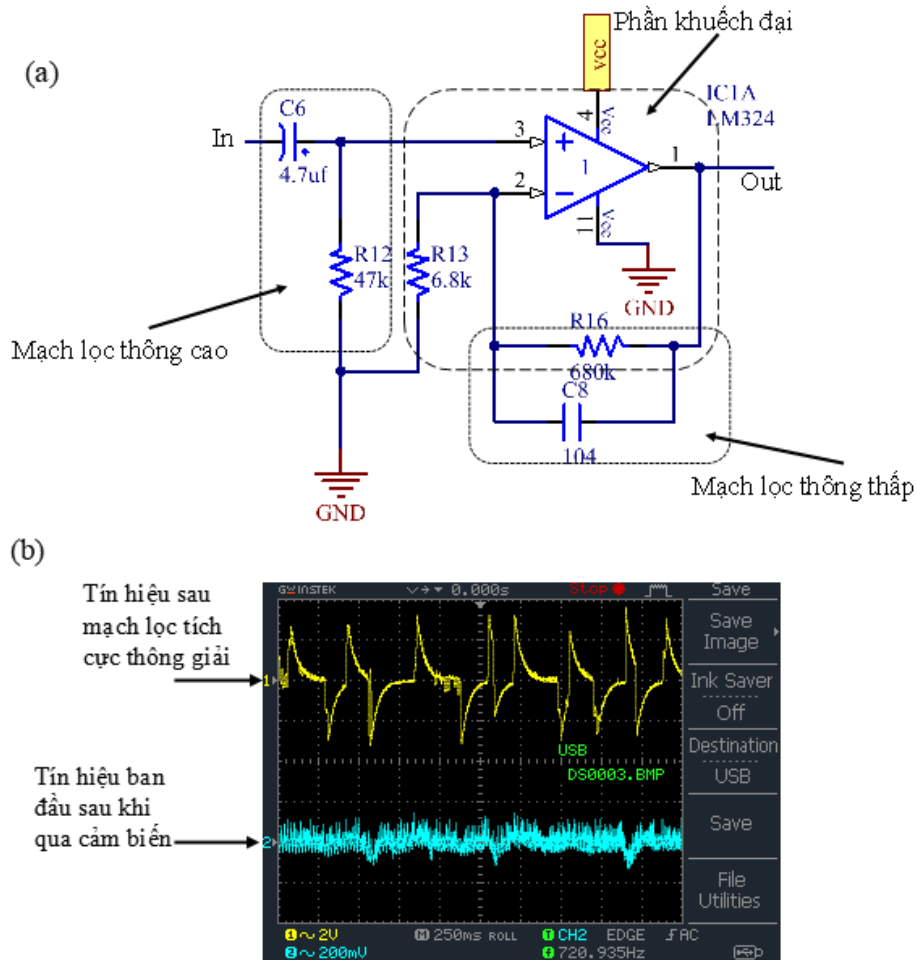 (a)
Phần khuếch đại
vcc
C6
4.7uf
In
R12
47k
R13
6.8k
3
2
4
Vcc
1
1
11
Vcc
IC1A
LM324
Out
GND
R16
680k
C8
104
GND
Mạch lọc thông cao
Mạch lọc thông thấp
(b)
Tín hiệu sau
mạch lọc tích
cực thông giải
Tín hiệu ban
đầu sau khi
qua cảm biến
GWINSTEK
0.000s
Stop
Save
Save
Image
Ink Saver
Off
Destination
USB
Save
File
Utilities
1
USB
DS0003.BMP
2
1 ~ 2V
M 250ms ROLL
T CH2 EDGE AC
2 ~ 200mV
f 720.935Hz